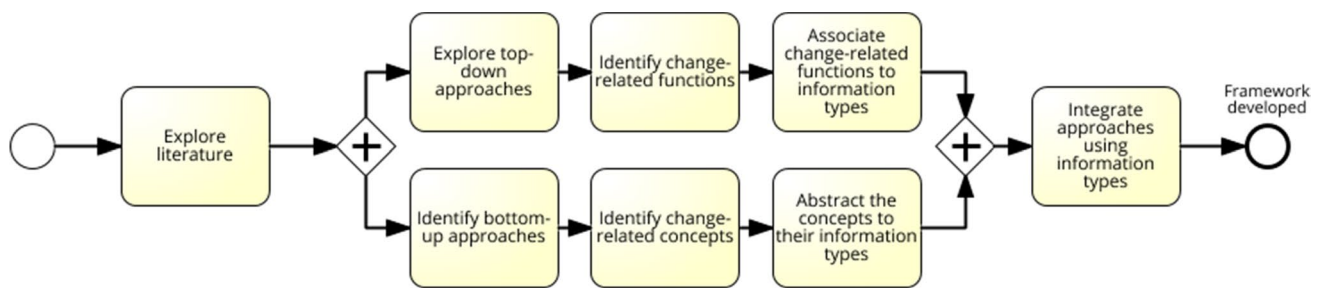 Explore
literature
Explore top-
down
approaches
Identify change-
related functions
Associate
change-related
functions to
information
types
Identify bottom-
up approaches
Identify change-
related concepts
Abstract the
concepts to
their information
types
Integrate
approaches
using
information
types
Framework
developed